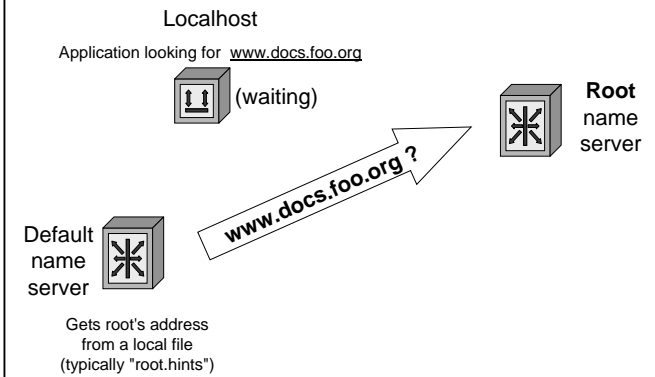 Localhost
Application looking for www.docs.foo.org
(waiting)
Root
name
server
www.docs.foo.org ?
Default
name
server
Gets root's address
from a local file
(typically "root.hints")